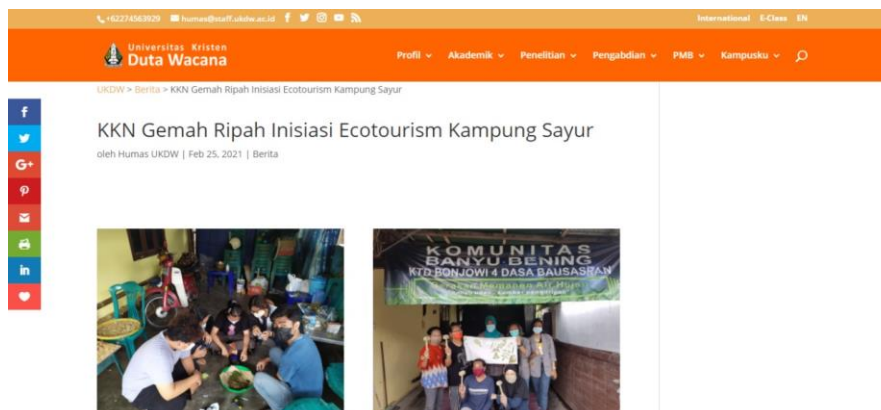 +62274563929 humas@staff.ukdw.ac.id
International E-Class EN
Universitas Kristen
Duta Wacana
Profil Akademik Penelitian Pengabdian PMB Kampusku
UKDW > Berita > KKN Gemah Ripah Inisiasi Ecotourism Kampung Sayur
KKN Gemah Ripah Inisiasi Ecotourism Kampung Sayur
oleh Humas UKDW | Feb 25, 2021 | Berita
G+
KOMUNITAS
BANYU BENING
KTD BONJOWI 4 DASA BAUSASRAN